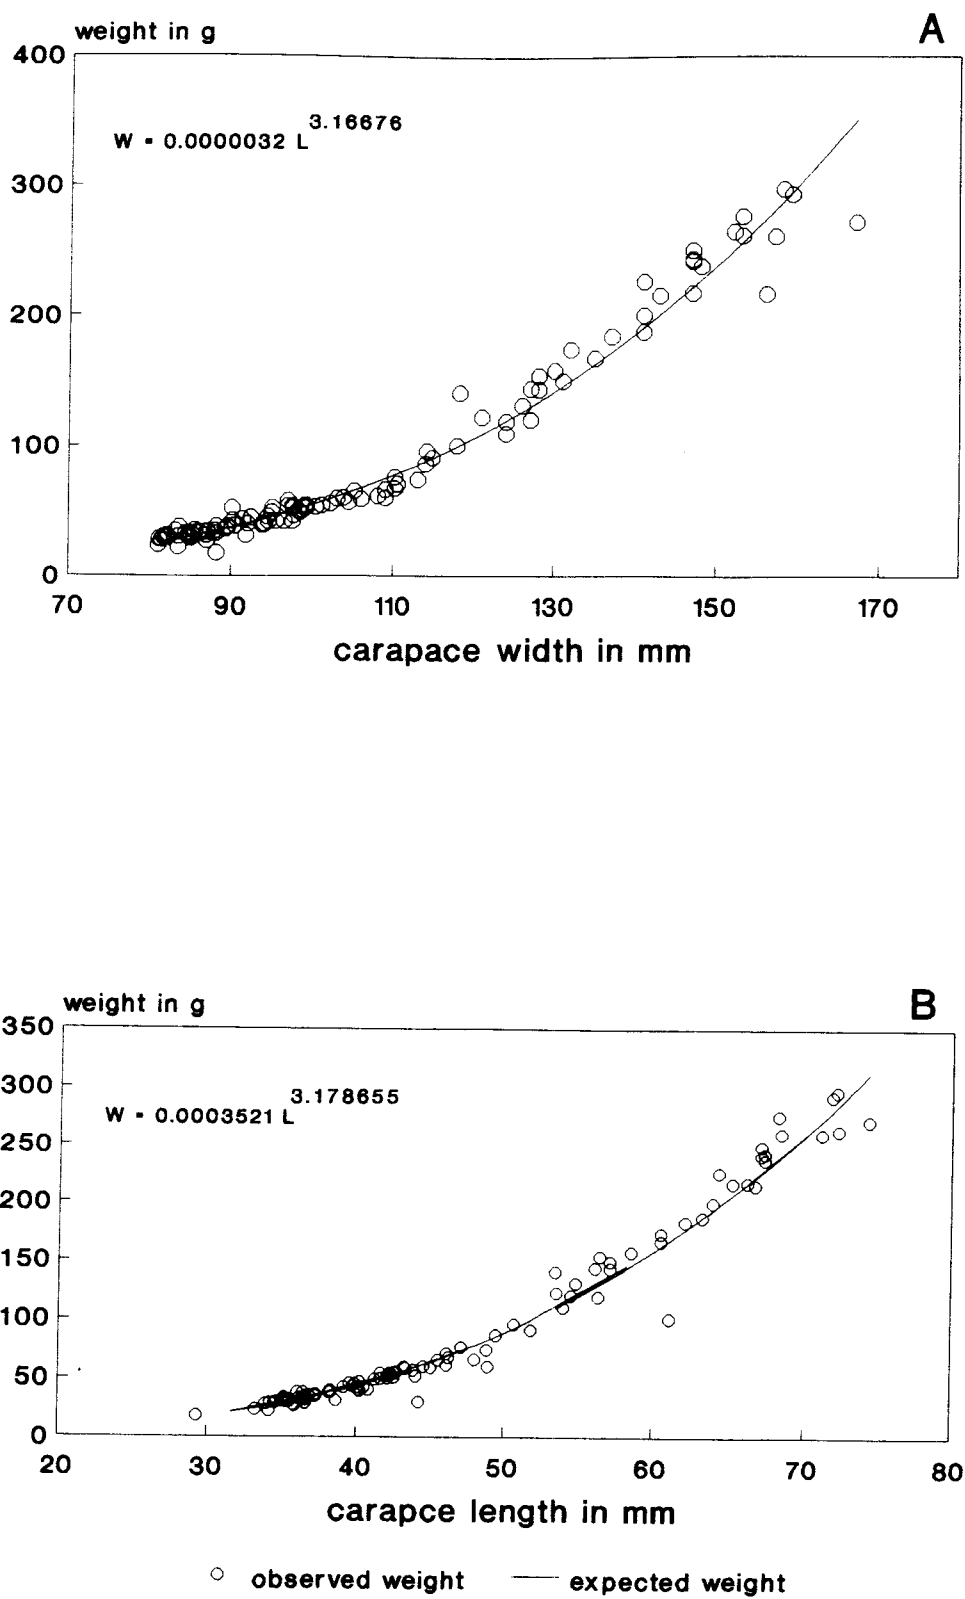 weight in g
A
400
W = 0.0000032 L 3.16676
300
200
100
0
70 90 110 130 150 170
carapace width in mm
weight in g
B
350
300
W = 0.0003521 L 3.178655
250
200
150
100
50
0
20 30 40 50 60 70 80
carapce length in mm
observed weight expected weight